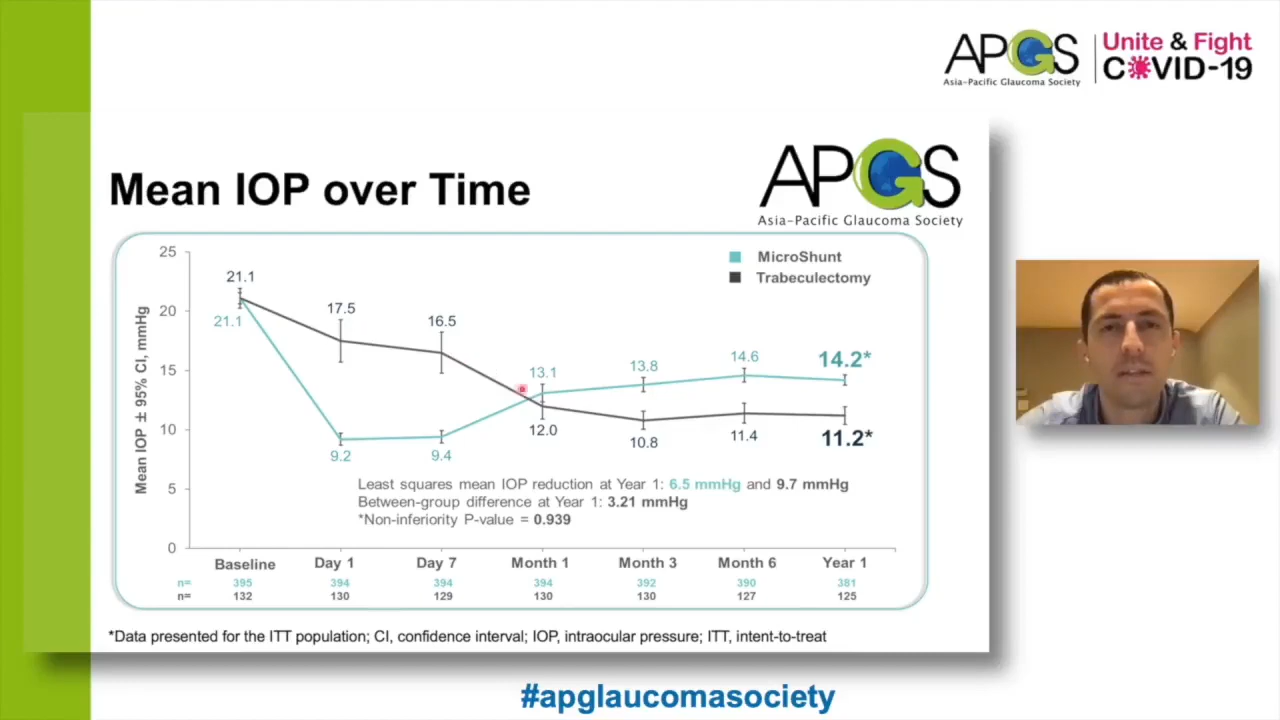 APGS
Asia-Pacific Glaucoma Society
Unite & Fight
COVID-19
Mean IOP over Time
APGS
Asia-Pacific Glaucoma Society
MicroShunt
Trabeculectomy
Mean IOP ± 95% CI, mmHg
25
20
15
10
5
0
21.1
21.1
17.5
16.5
9.2
9.4
13.1
12.0
13.8
10.8
14.6
11.4
14.2*
11.2*
Least squares mean IOP reduction at Year 1: 6.5 mmHg and 9.7 mmHg
Between-group difference at Year 1: 3.21 mmHg
*Non-inferiority P-value = 0.939
Baseline Day 1 Day 7 Month 1 Month 3 Month 6 Year 1
n= 395 394 394 394 392 390 381
n= 132 130 129 130 130 127 125
*Data presented for the ITT population; CI, confidence interval; IOP, intraocular pressure; ITT, intent-to-treat
#apglaucomasociety